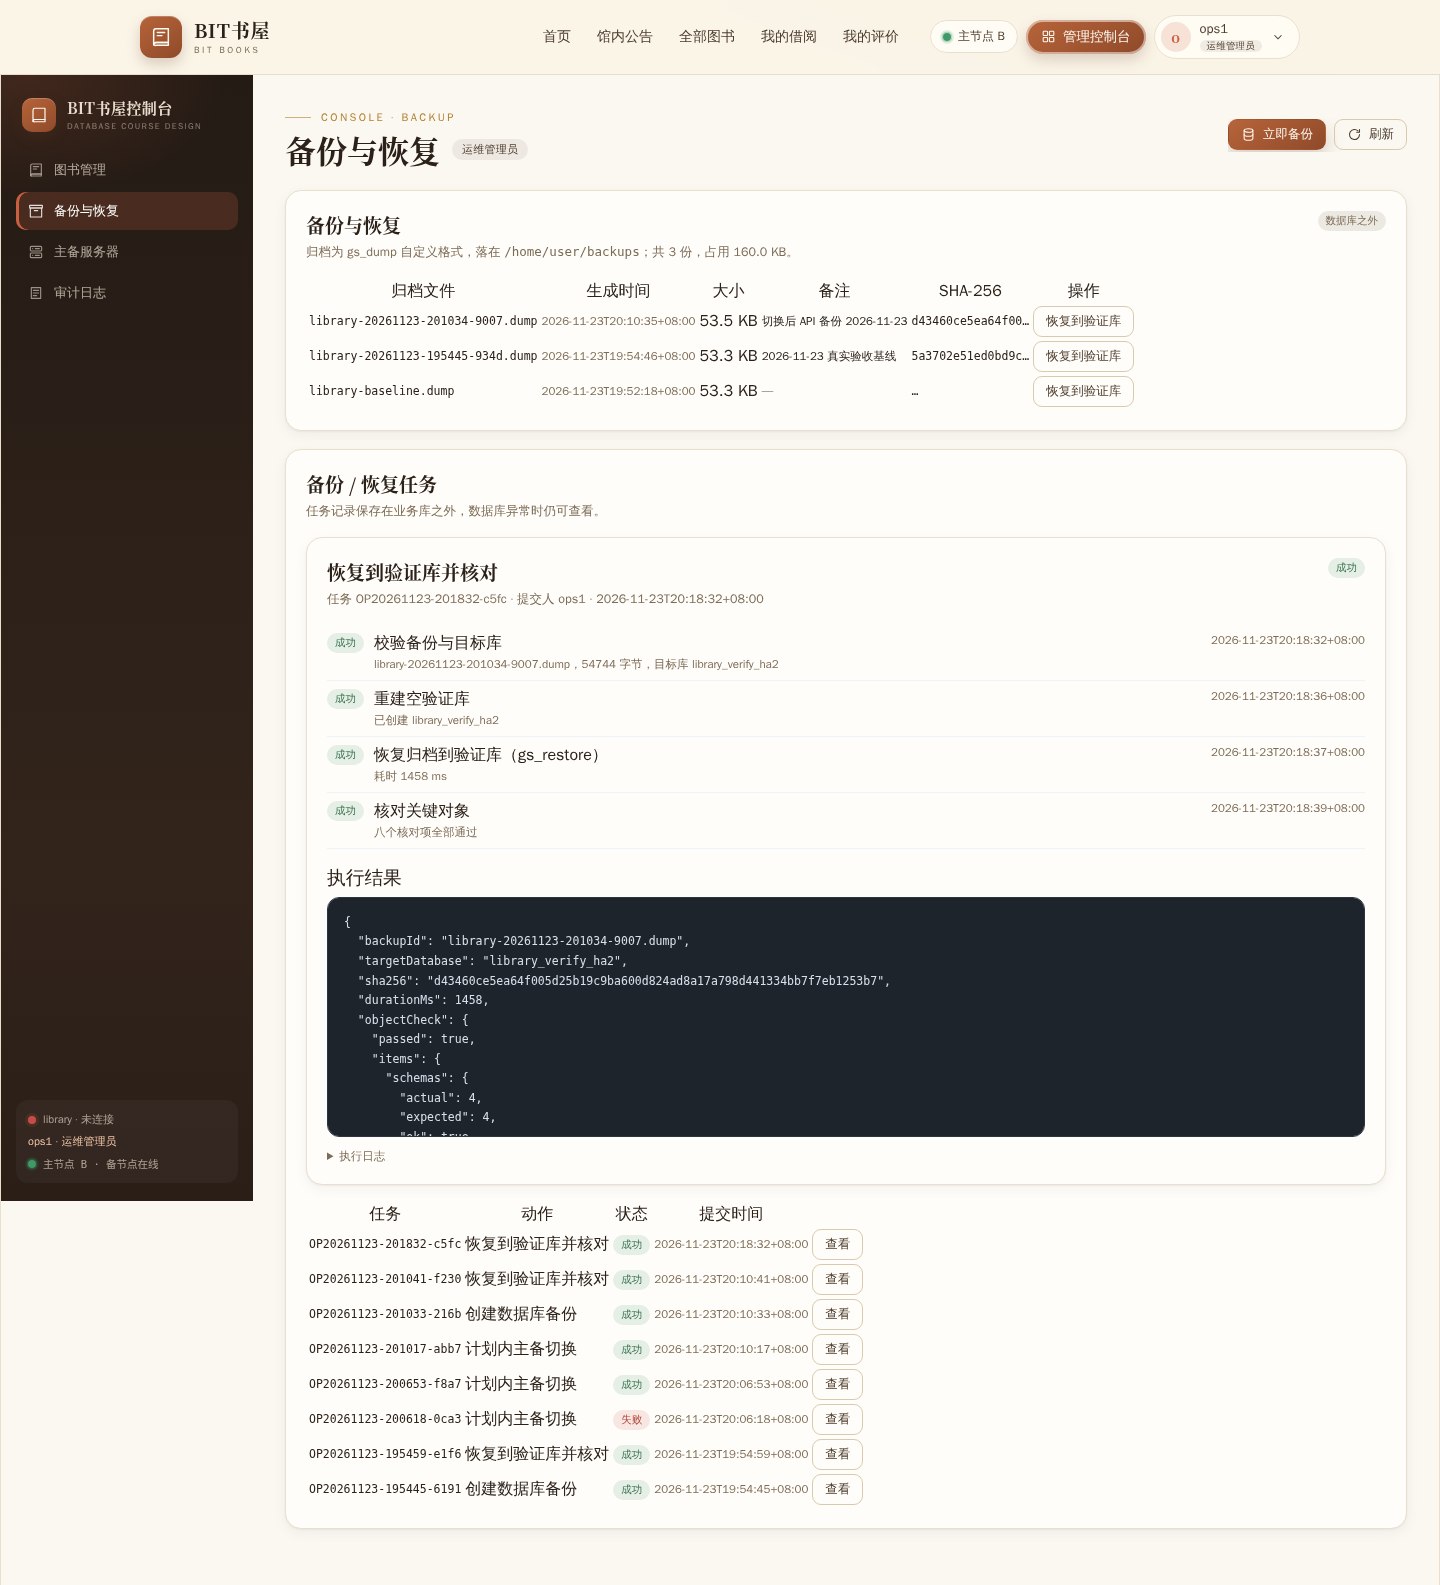 BIT书屋
BIT BOOKS
首页 馆内公告 全部图书 我的借阅 我的评价
主节点 B
管理控制台
o
ops1
运维管理员
BIT书屋控制台
DATABASE COURSE DESIGN
图书管理
备份与恢复
主备服务器
审计日志
library · 未连接
ops1 · 运维管理员
主节点 B · 备节点在线
CONSOLE · BACKUP
备份与恢复 运维管理员
立即备份 刷新
备份与恢复 数据库之外
归档为 gs_dump 自定义格式，落在 /home/user/backups；共 3 份，占用 160.0 KB。
归档文件 生成时间 大小 备注 SHA-256 操作
library-20261123-201034-9007.dump 2026-11-23T20:10:35+08:00 53.5 KB 切换后 API 备份 2026-11-23 d43460ce5ea64f00… 恢复到验证库
library-20261123-195445-934d.dump 2026-11-23T19:54:46+08:00 53.3 KB 2026-11-23 真实验收基线 5a3702e51ed0bd9c… 恢复到验证库
library-baseline.dump 2026-11-23T19:52:18+08:00 53.3 KB — … 恢复到验证库
备份 / 恢复任务
任务记录保存在业务库之外，数据库异常时仍可查看。
恢复到验证库并核对 成功
任务 OP20261123-201832-c5fc · 提交人 ops1 · 2026-11-23T20:18:32+08:00
成功 校验备份与目标库 2026-11-23T20:18:32+08:00
library-20261123-201034-9007.dump，54744 字节，目标库 library_verify_ha2
成功 重建空验证库 2026-11-23T20:18:36+08:00
已创建 library_verify_ha2
成功 恢复归档到验证库（gs_restore） 2026-11-23T20:18:37+08:00
耗时 1458 ms
成功 核对关键对象 2026-11-23T20:18:39+08:00
八个核对项全部通过
执行结果
{
"backupId": "library-20261123-201034-9007.dump",
"targetDatabase": "library_verify_ha2",
"sha256": "d43460ce5ea64f005d25b19c9ba600d824ad8a17a798d441334bb7f7eb1253b7",
"durationMs": 1458,
"objectCheck": {
"passed": true,
"items": {
"schemas": {
"actual": 4,
"expected": 4,
"ok": true
▶ 执行日志
任务 动作 状态 提交时间
OP20261123-201832-c5fc 恢复到验证库并核对 成功 2026-11-23T20:18:32+08:00 查看
OP20261123-201041-f230 恢复到验证库并核对 成功 2026-11-23T20:10:41+08:00 查看
OP20261123-201033-216b 创建数据库备份 成功 2026-11-23T20:10:33+08:00 查看
OP20261123-201017-abb7 计划内主备切换 成功 2026-11-23T20:10:17+08:00 查看
OP20261123-200653-f8a7 计划内主备切换 成功 2026-11-23T20:06:53+08:00 查看
OP20261123-200618-0ca3 计划内主备切换 失败 2026-11-23T20:06:18+08:00 查看
OP20261123-195459-e1f6 恢复到验证库并核对 成功 2026-11-23T19:54:59+08:00 查看
OP20261123-195445-6191 创建数据库备份 成功 2026-11-23T19:54:45+08:00 查看